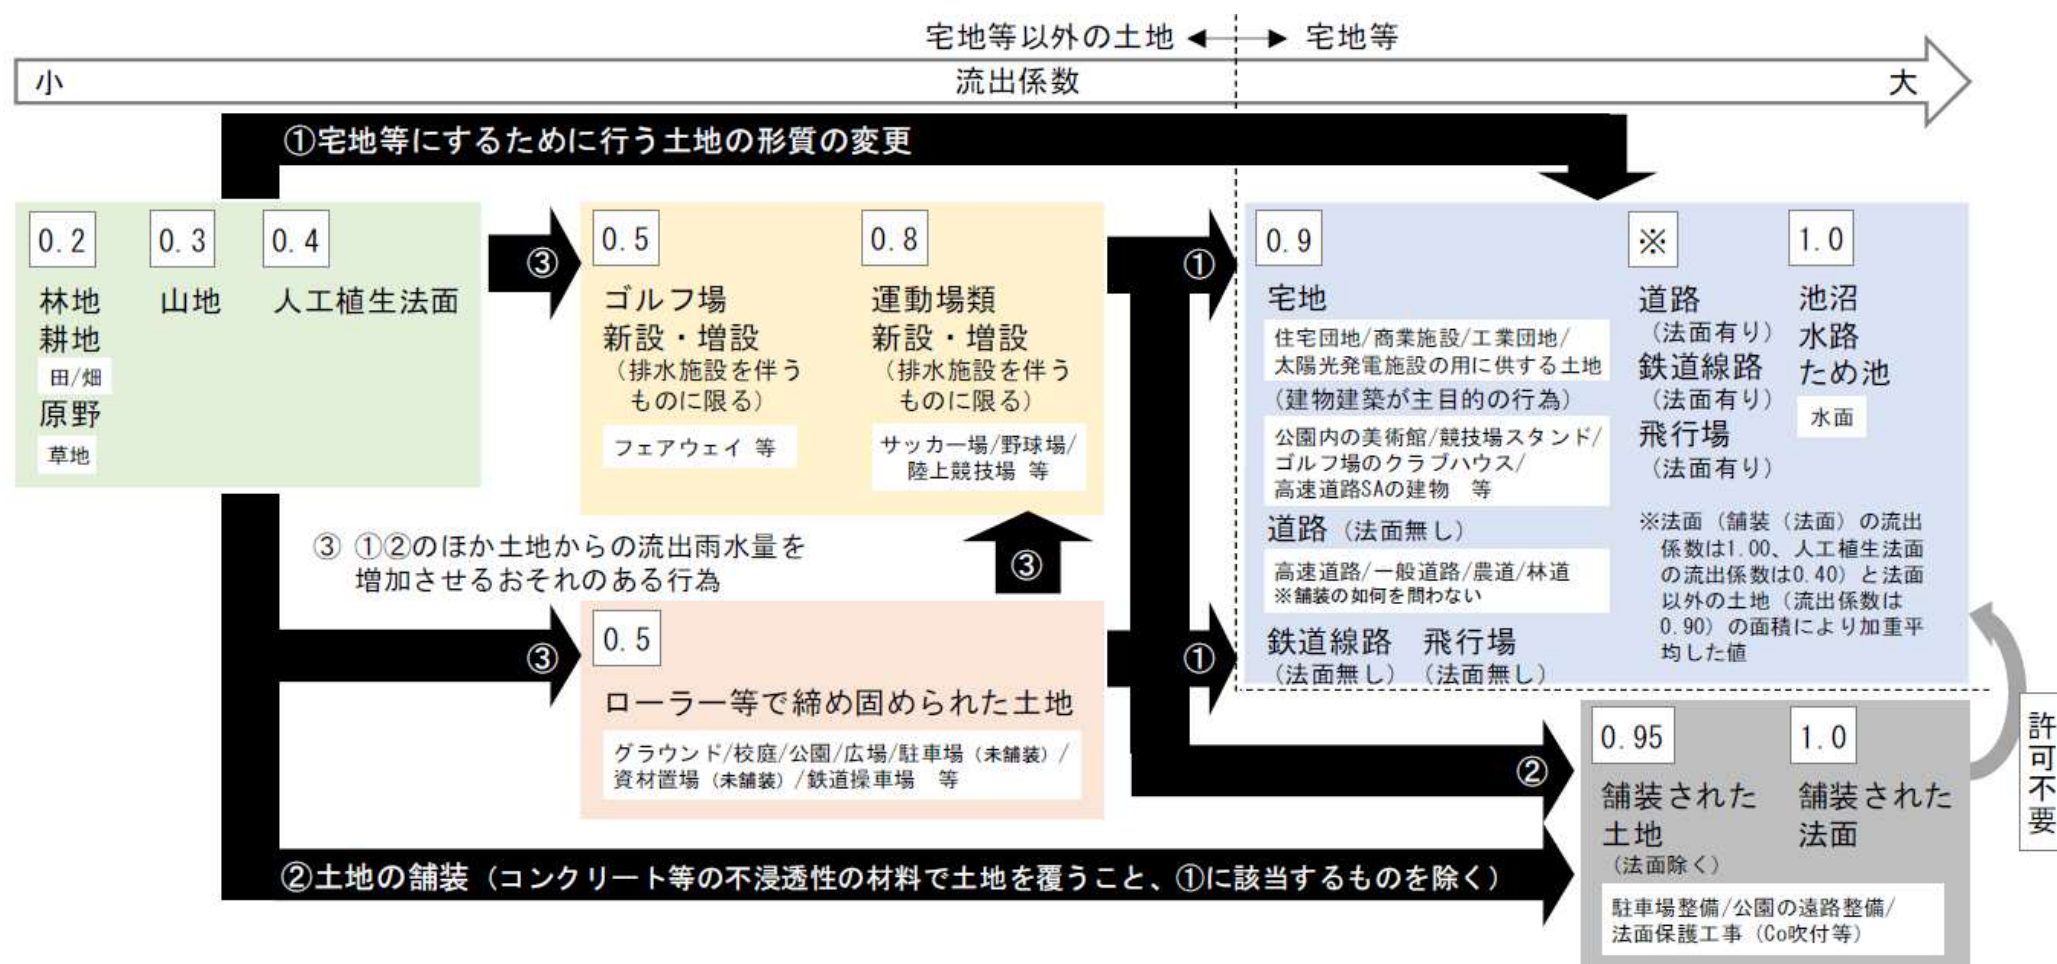 宅地等以外の土地 ◀─▶ 宅地等
小 流出係数 大
①宅地等にするために行う土地の形質の変更
0.2
林地
耕地
田/畑
原野
草地
0.3
山地
0.4
人工植生法面
③
0.5
ゴルフ場
新設・増設
(排水施設を伴う
ものに限る)
フェアウェイ 等
0.8
運動場類
新設・増設
(排水施設を伴う
ものに限る)
サッカー場/野球場/
陸上競技場 等
①
0.9
宅地
住宅団地/商業施設/工業団地/
太陽光発電施設の用に供する土地
(建物建築が主目的の行為)
公園内の美術館/競技場スタンド/
ゴルフ場のクラブハウス/
高速道路SAの建物 等
道路(法面無し)
高速道路/一般道路/農道/林道
※舗装の如何を問わない
鉄道線路 飛行場
(法面無し)(法面無し)
※
道路
(法面有り)
鉄道線路
(法面有り)
飛行場
(法面有り)
1.0
池沼
水路
ため池
水面
※法面(舗装(法面)の流出
係数は1.00、人工植生法面
の流出係数は0.40)と法面
以外の土地(流出係数は
0.90)の面積により加重平
均した値
③ ①②のほか土地からの流出雨水量を
増加させるおそれのある行為
③
③
0.5
ローラー等で締め固められた土地
グラウンド/校庭/公園/広場/駐車場(未舗装)/
資材置場(未舗装)/鉄道操車場 等
①
②
②土地の舗装(コンクリート等の不浸透性の材料で土地を覆うこと、①に該当するものを除く)
0.95
舗装された
土地
(法面除く)
1.0
舗装された
法面
駐車場整備/公園の遠路整備/
法面保護工事(Co吹付等)
許可不要